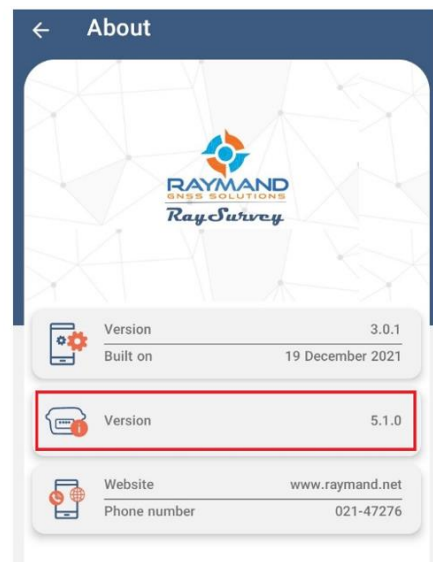 About
RAYMAND
GNSS SOLUTIONS
RaySurvey
Version 3.0.1
Built on 19 December 2021
Version 5.1.0
Website www.raymand.net
Phone number 021-47276